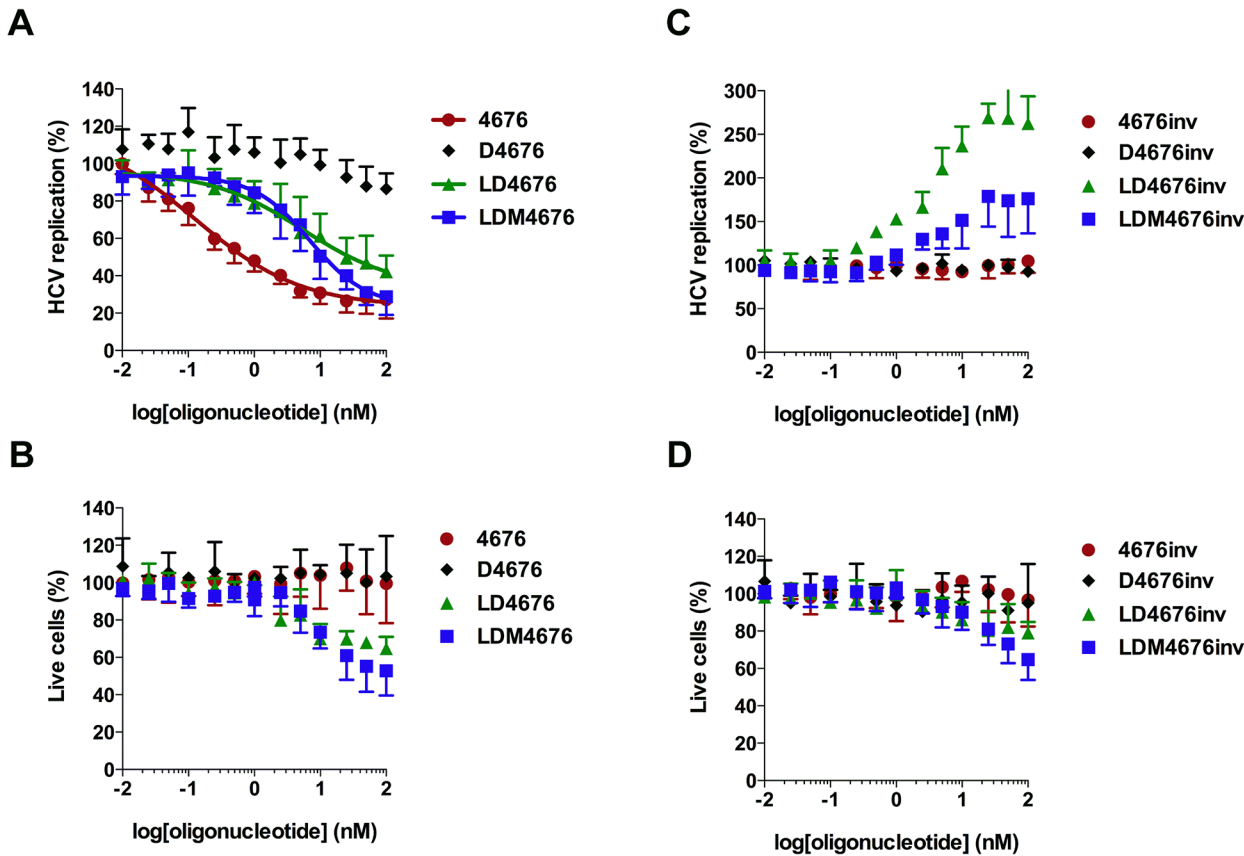 A
HCV replication (%)
140
120
100
80
60
40
20
0
-2
-1
0
1
2
log[oligonucleotide] (nM)
4676
D4676
LD4676
LDM4676
C
HCV replication (%)
300
250
200
150
100
50
0
-2
-1
0
1
2
log[oligonucleotide] (nM)
4676inv
D4676inv
LD4676inv
LDM4676inv
B
Live cells (%)
140
120
100
80
60
40
20
0
-2
-1
0
1
2
log[oligonucleotide] (nM)
4676
D4676
LD4676
LDM4676
D
Live cells (%)
140
120
100
80
60
40
20
0
-2
-1
0
1
2
log[oligonucleotide] (nM)
4676inv
D4676inv
LD4676inv
LDM4676inv